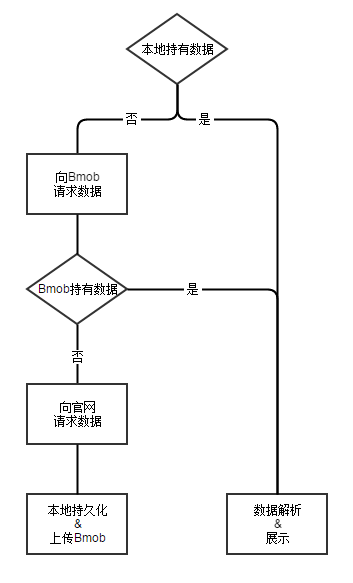 本地持有数据
否
是
向Bmob
请求数据
Bmob持有数据
是
否
向官网
请求数据
本地持久化
&
上传Bmob
数据解析
&
展示